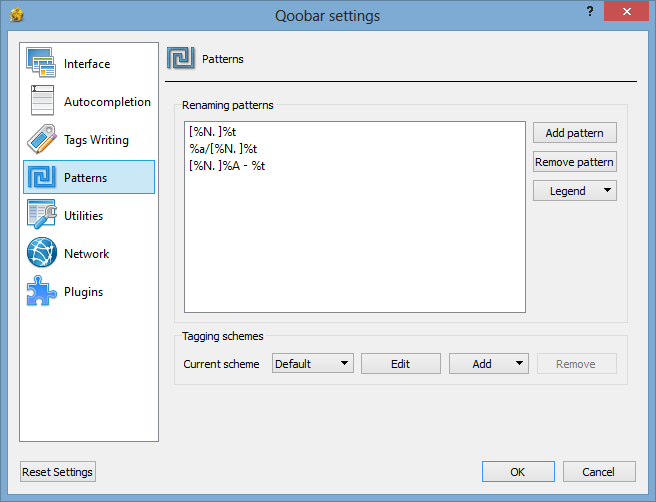 Qoobar settings
?
Interface
Autocompletion
Tags Writing
Patterns
Utilities
Network
Plugins
Patterns
Renaming patterns
[%N. ]%t
%a/[%N. ]%t
[%N. ]%A - %t
Add pattern
Remove pattern
Legend
Tagging schemes
Current scheme
Default
Edit
Add
Remove
Reset Settings
OK
Cancel